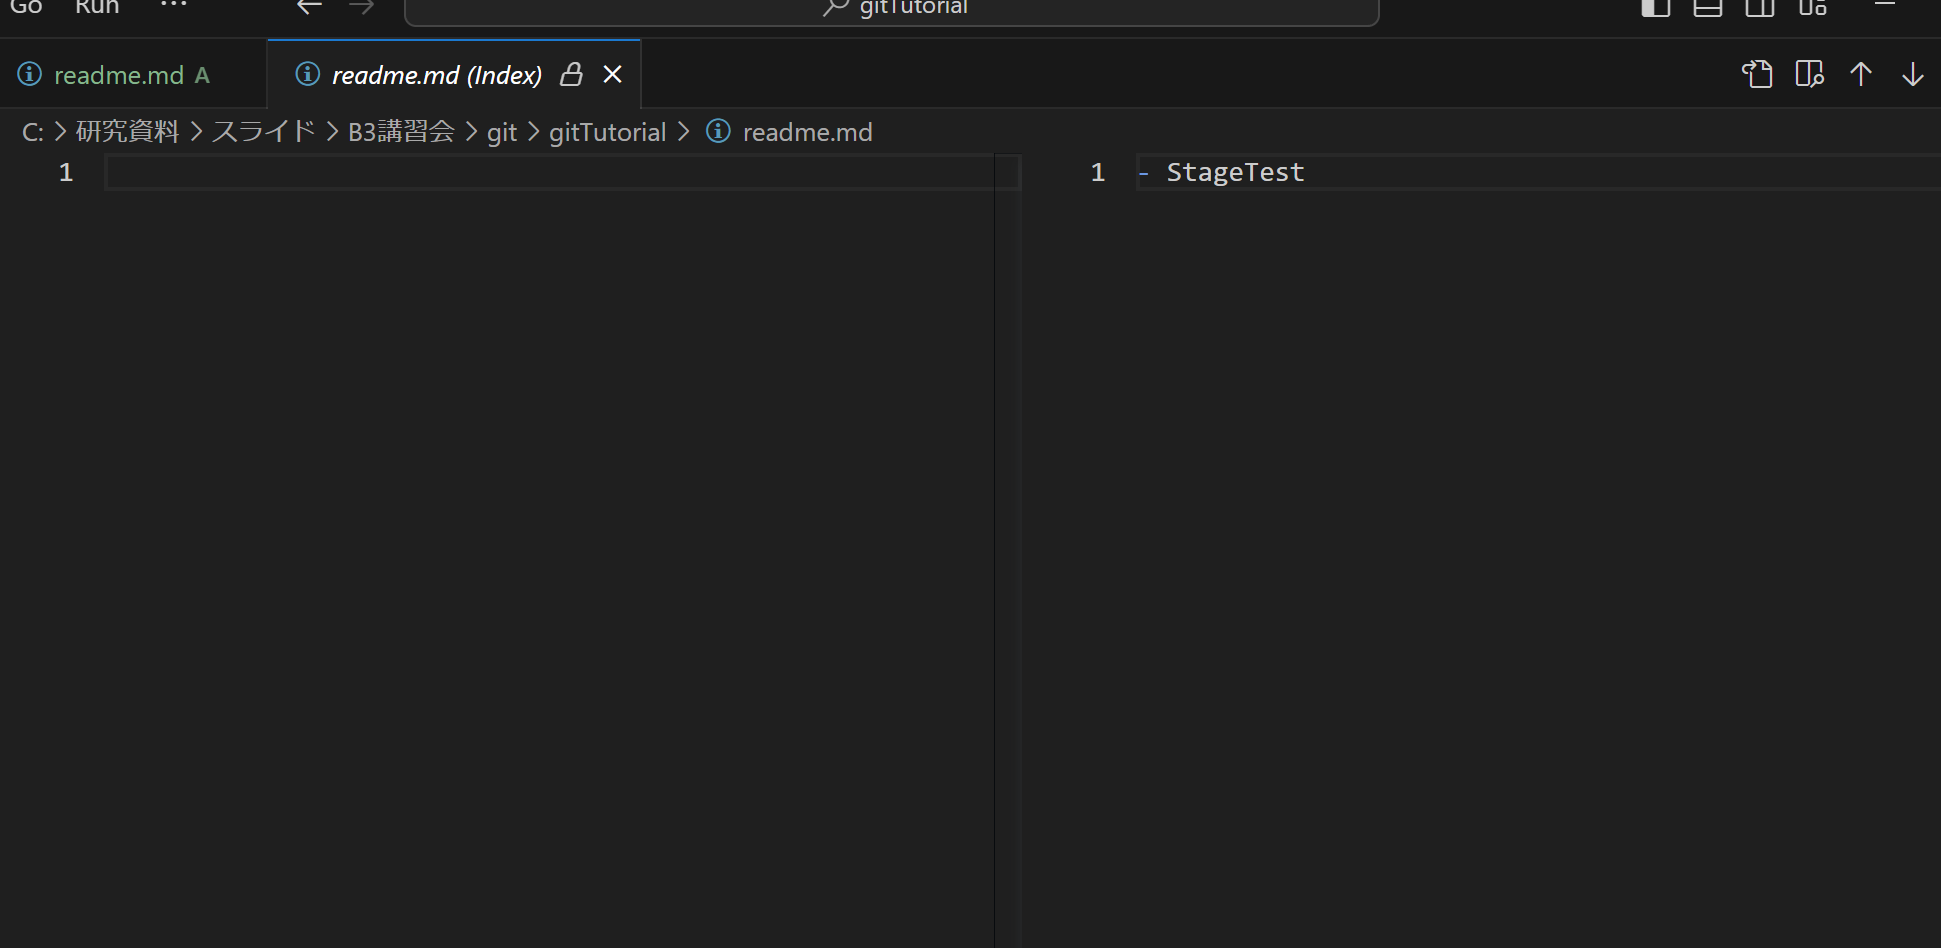 Go Run ··· gitTutorial
readme.md A readme.md (Index)
C: > 研究資料 > スライド > B3講習会 > git > gitTutorial > readme.md
1
1 - StageTest